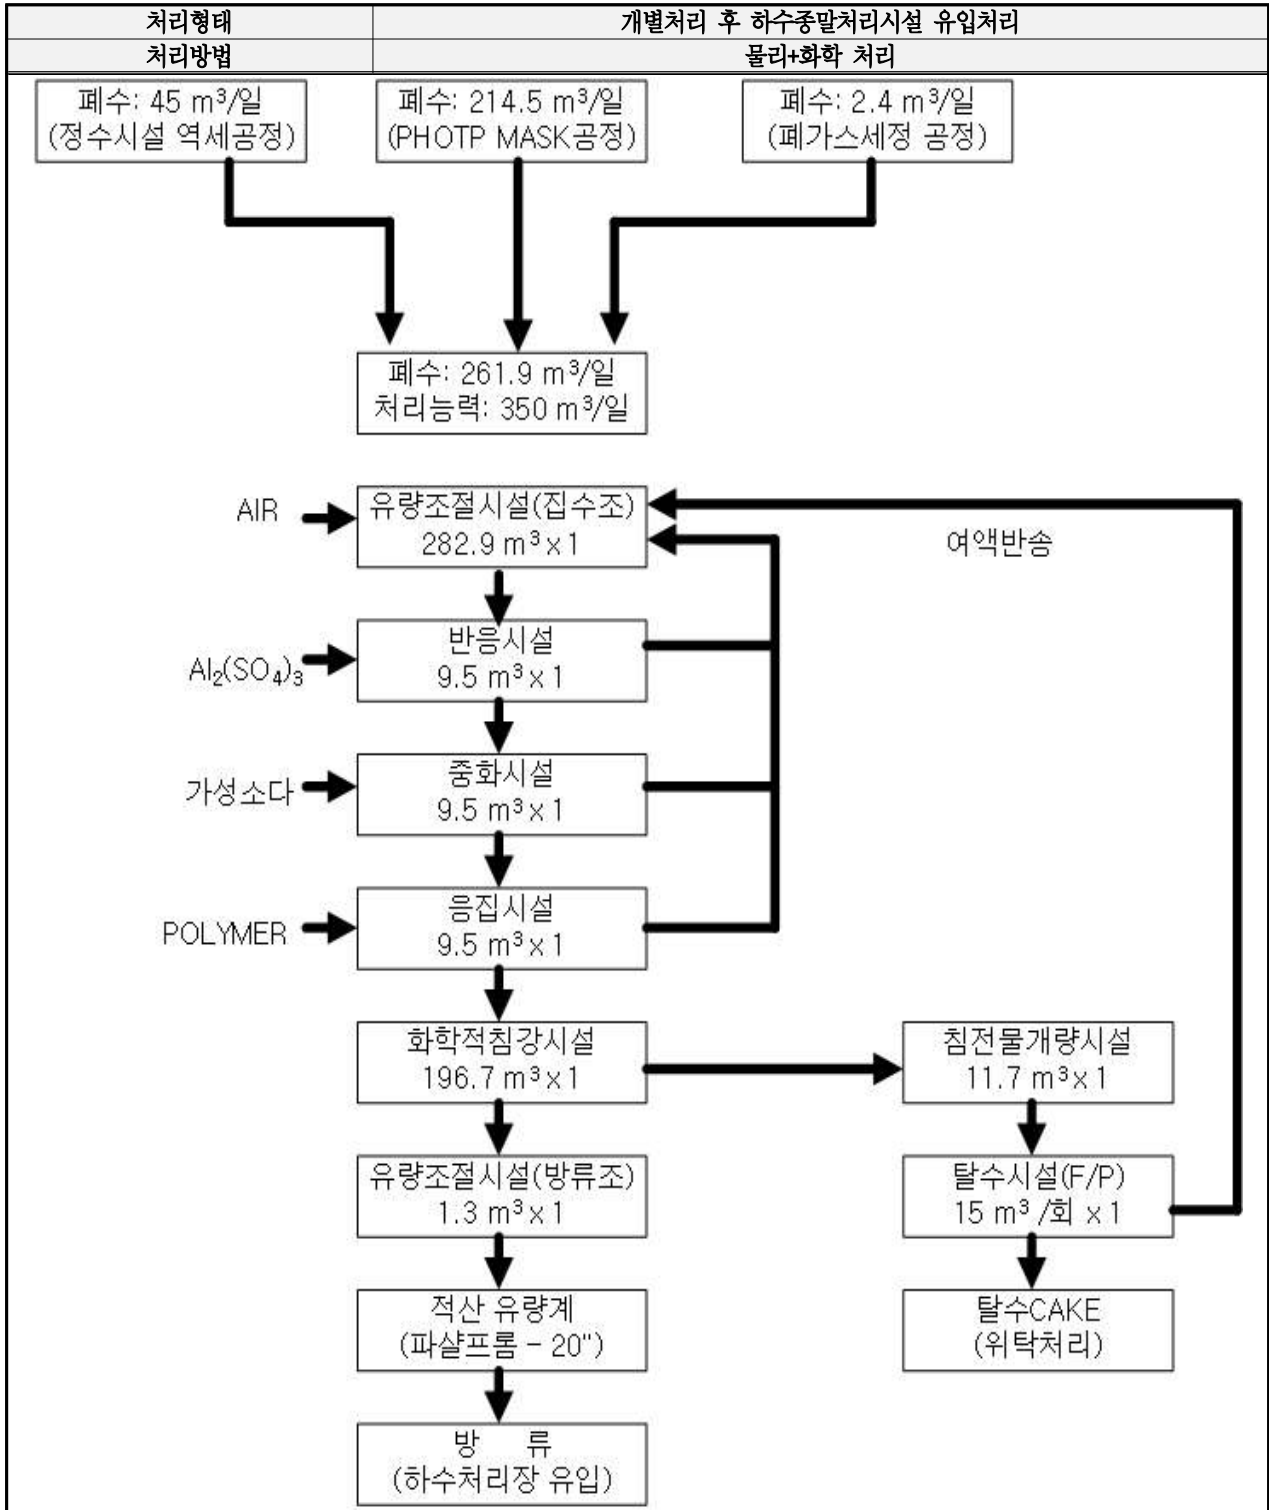 처리형태 개별처리 후 하수종말처리시설 유입처리
처리방법 물리+화학 처리
폐수: 45 m³/일
(정수시설 역세공정)
폐수: 214.5 m³/일
(PHOTP MASK공정)
폐수: 2.4 m³/일
(폐가스세정 공정)
폐수: 261.9 m³/일
처리능력: 350 m³/일
AIR
유량조절시설(집수조)
282.9 m³ x 1
여액반송
Al₂(SO₄)₃
반응시설
9.5 m³ x 1
가성소다
중화시설
9.5 m³ x 1
POLYMER
응집시설
9.5 m³ x 1
화학적침강시설
196.7 m³ x 1
침전물개량시설
11.7 m³ x 1
유량조절시설(방류조)
1.3 m³ x 1
탈수시설(F/P)
15 m³ /회 x 1
적산 유량계
(파샬프롬 - 20")
탈수CAKE
(위탁처리)
방 류
(하수처리장 유입)